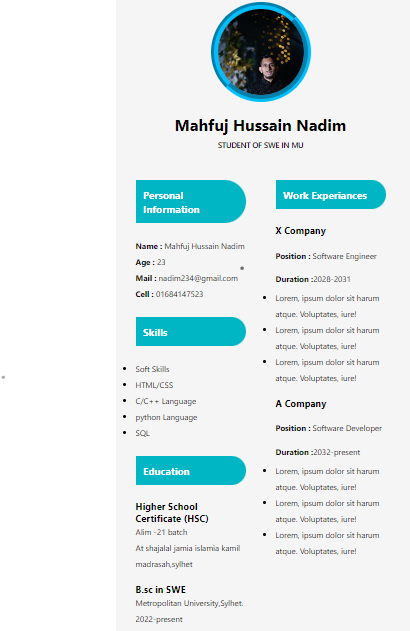 Mahfuj Hussain Nadim
STUDENT OF SWE IN MU
Personal
Information
Name : Mahfuj Hussain Nadim
Age : 23
Mail : nadim234@gmail.com
Cell : 01684147523
Skills
Soft Skills
HTML/CSS
C/C++ Language
python Language
SQL
Education
Higher School
Certificate (HSC)
Alim -21 batch
At shajalal jamia islamia kamil
madrasah,sylhet
B.sc in SWE
Metropolitan University,Sylhet.
2022-present
Work Experiances
X Company
Position : Software Engineer
Duration :2028-2031
Lorem, ipsum dolor sit harum
atque. Voluptates, iure!
Lorem, ipsum dolor sit harum
atque. Voluptates, iure!
Lorem, ipsum dolor sit harum
atque. Voluptates, iure!
A Company
Position : Software Developer
Duration :2032-present
Lorem, ipsum dolor sit harum
atque. Voluptates, iure!
Lorem, ipsum dolor sit harum
atque. Voluptates, iure!
Lorem, ipsum dolor sit harum
atque. Voluptates, iure!